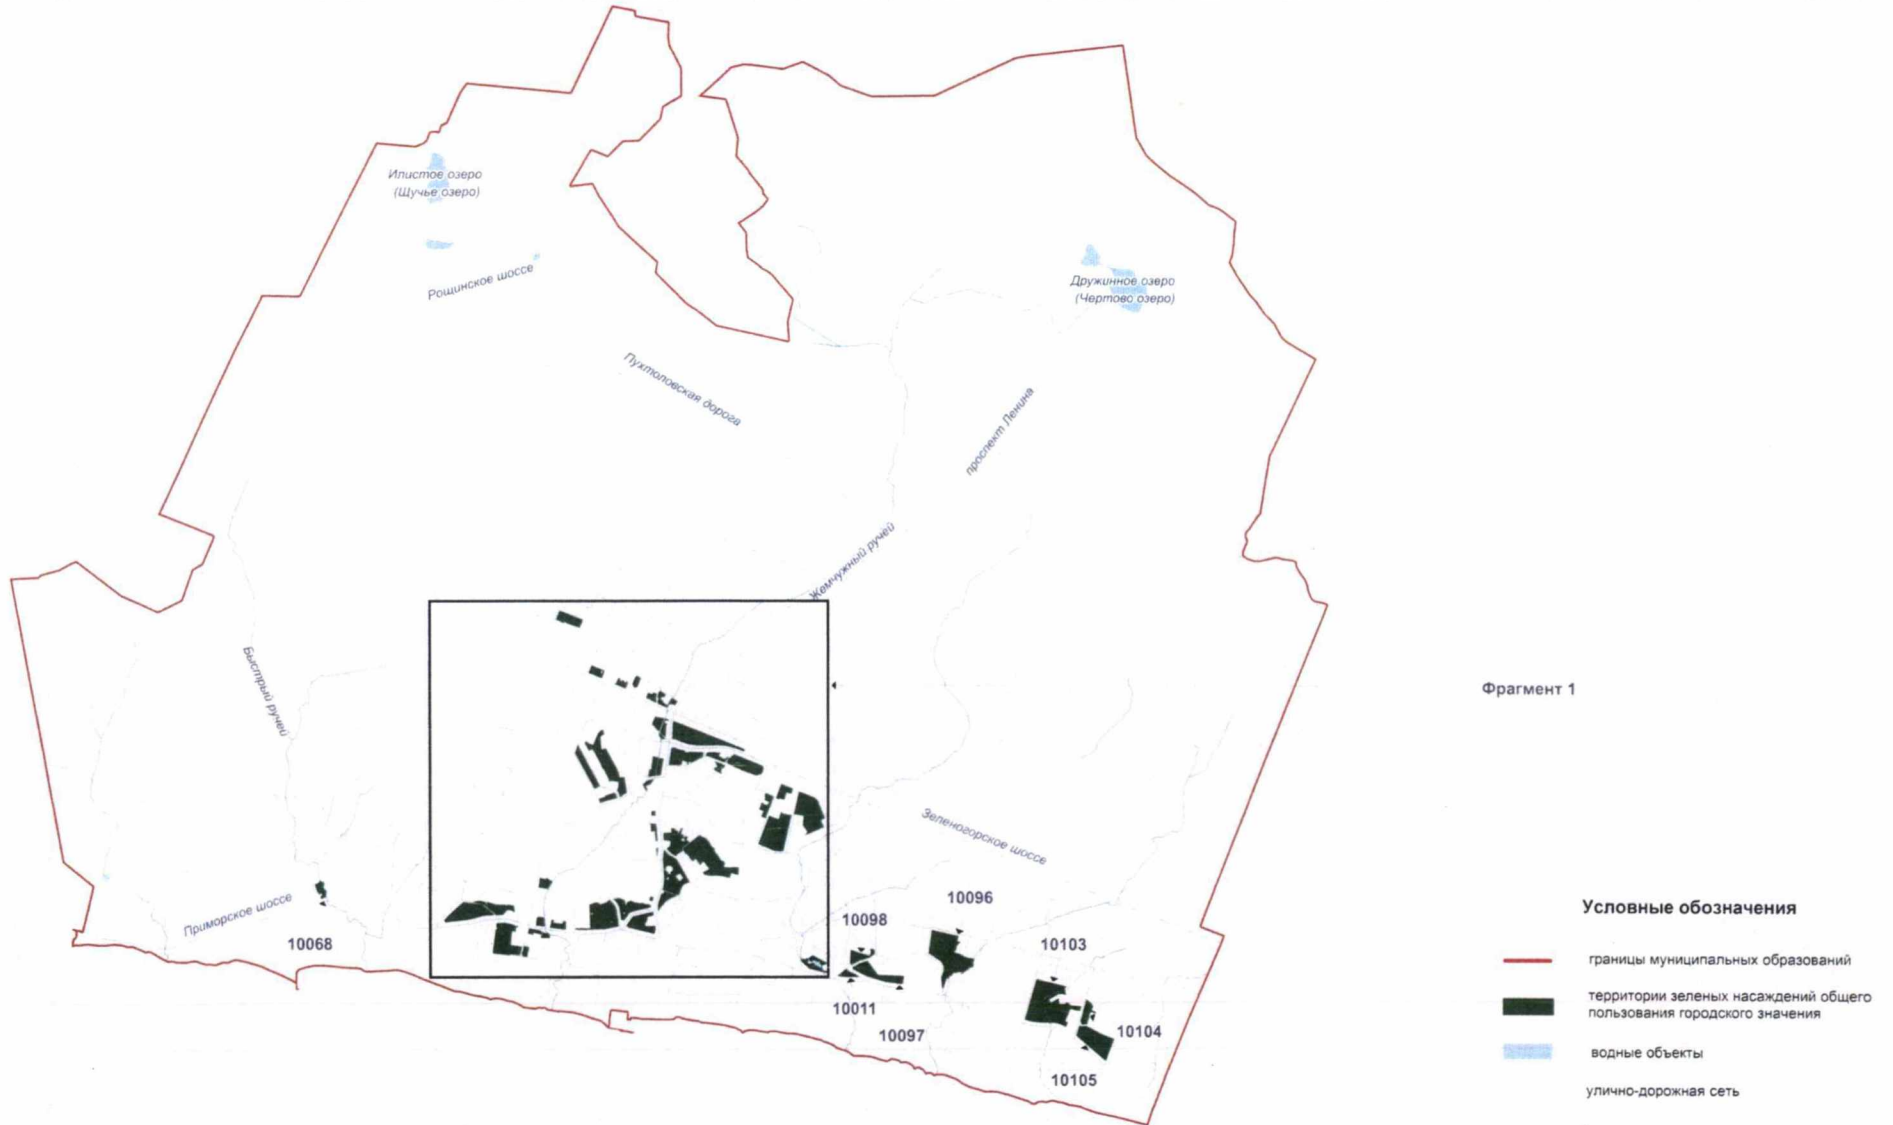 Илистое озеро
(Щучье озеро)
Рощинское шоссе
Дружинное озеро
(Чертово озеро)
Пухтоловская дорога
проспект Ленина
Жемчужный ручей
Быстрый ручей
Фрагмент 1
Зеленогорское шоссе
Приморское шоссе
10068
10098
10096
10103
10011
10097
10104
10105
Условные обозначения
границы муниципальных образований
территории зеленых насаждений общего
пользования городского значения
водные объекты
улично-дорожная сеть